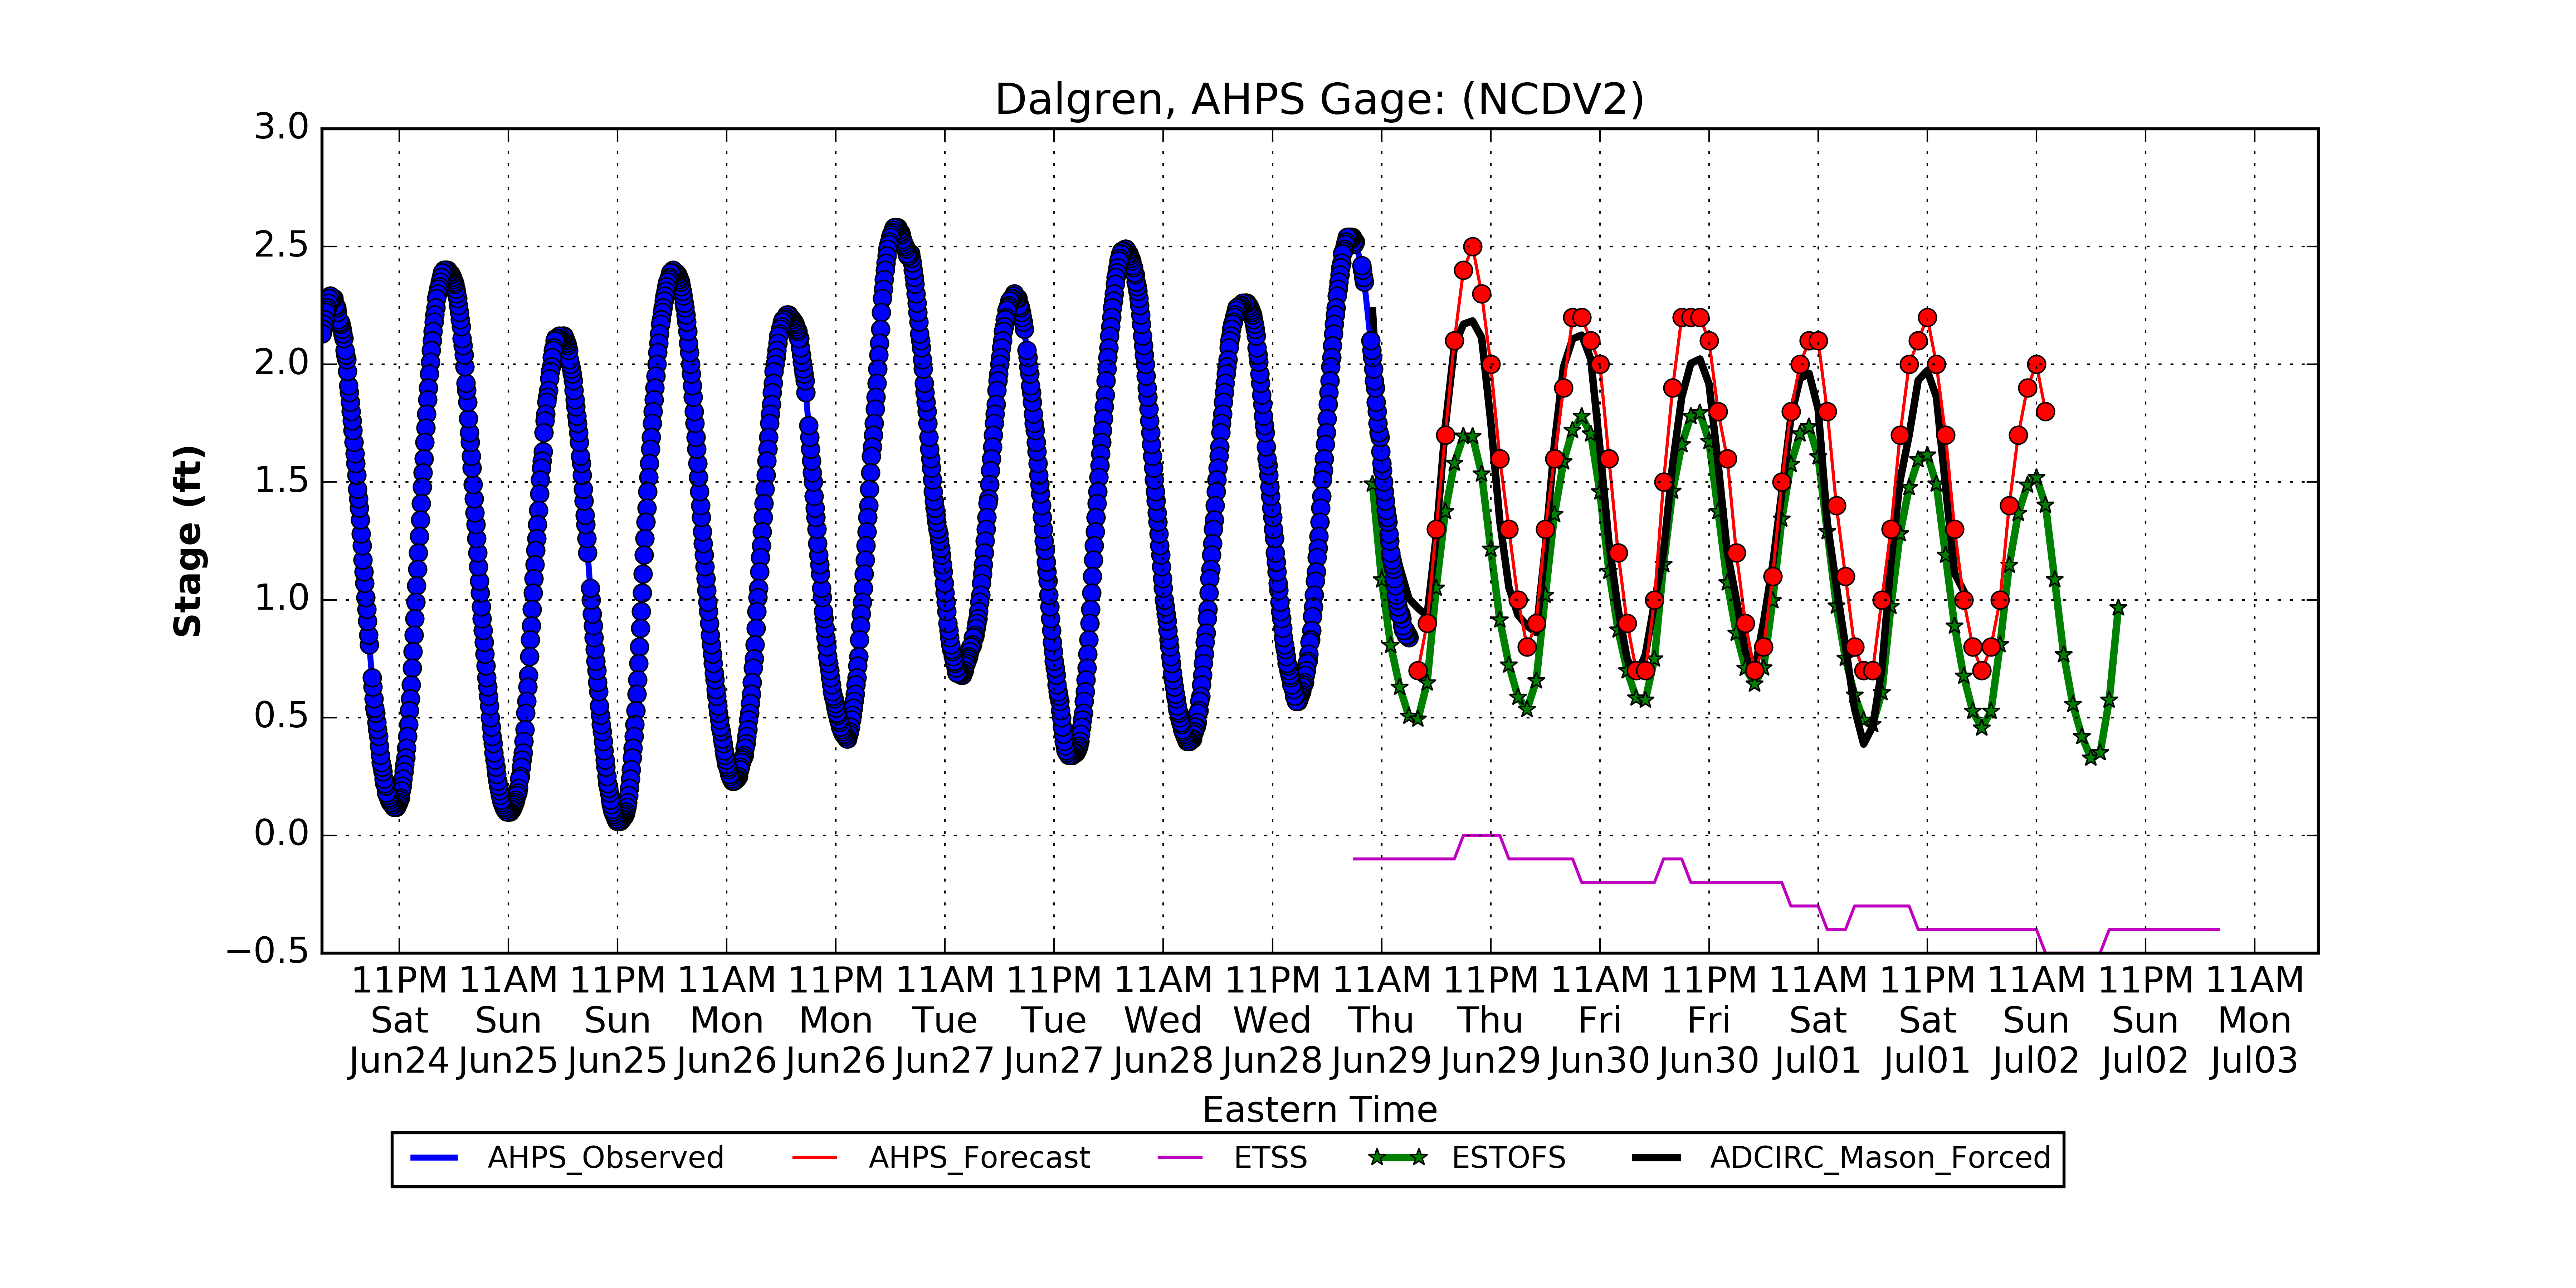 Dalgren, AHPS Gage: (NCDV2)
3.0
2.5
2.0
1.5
1.0
0.5
0.0
−0.5
Stage (ft)
11PM 11AM 11PM 11AM 11PM 11AM 11PM 11AM 11PM 11AM 11PM 11AM 11PM 11AM 11PM 11AM 11PM 11AM
Sat Sun Sun Mon Mon Tue Tue Wed Wed Thu Thu Fri Fri Sat Sat Sun Sun Mon
Jun24 Jun25 Jun25 Jun26 Jun26 Jun27 Jun27 Jun28 Jun28 Jun29 Jun29 Jun30 Jun30 Jul01 Jul01 Jul02 Jul02 Jul03
Eastern Time
AHPS_Observed AHPS_Forecast ETSS ESTOFS ADCIRC_Mason_Forced